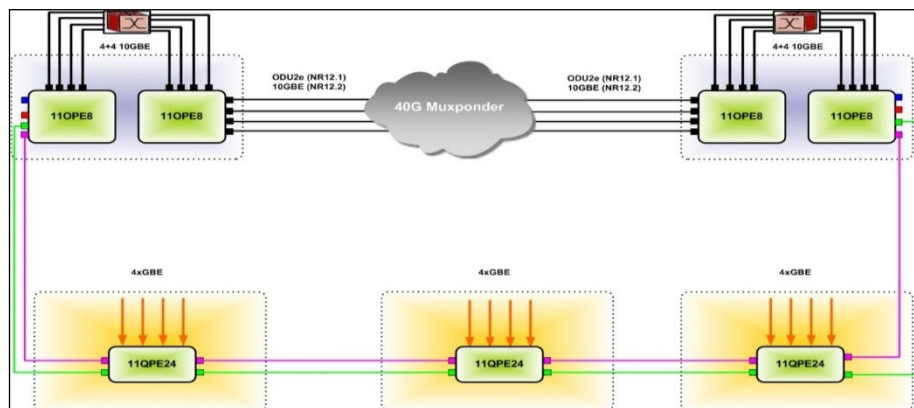 4+4 10GBE
4+4 10GBE
ODU2e (NR12.1)
10GBE (NR12.2)
ODU2e (NR12.1)
10GBE (NR12.2)
11OPE8
11OPE8
40G Muxponder
11OPE8
11OPE8
4xGBE
4xGBE
4xGBE
11QPE24
11QPE24
11QPE24